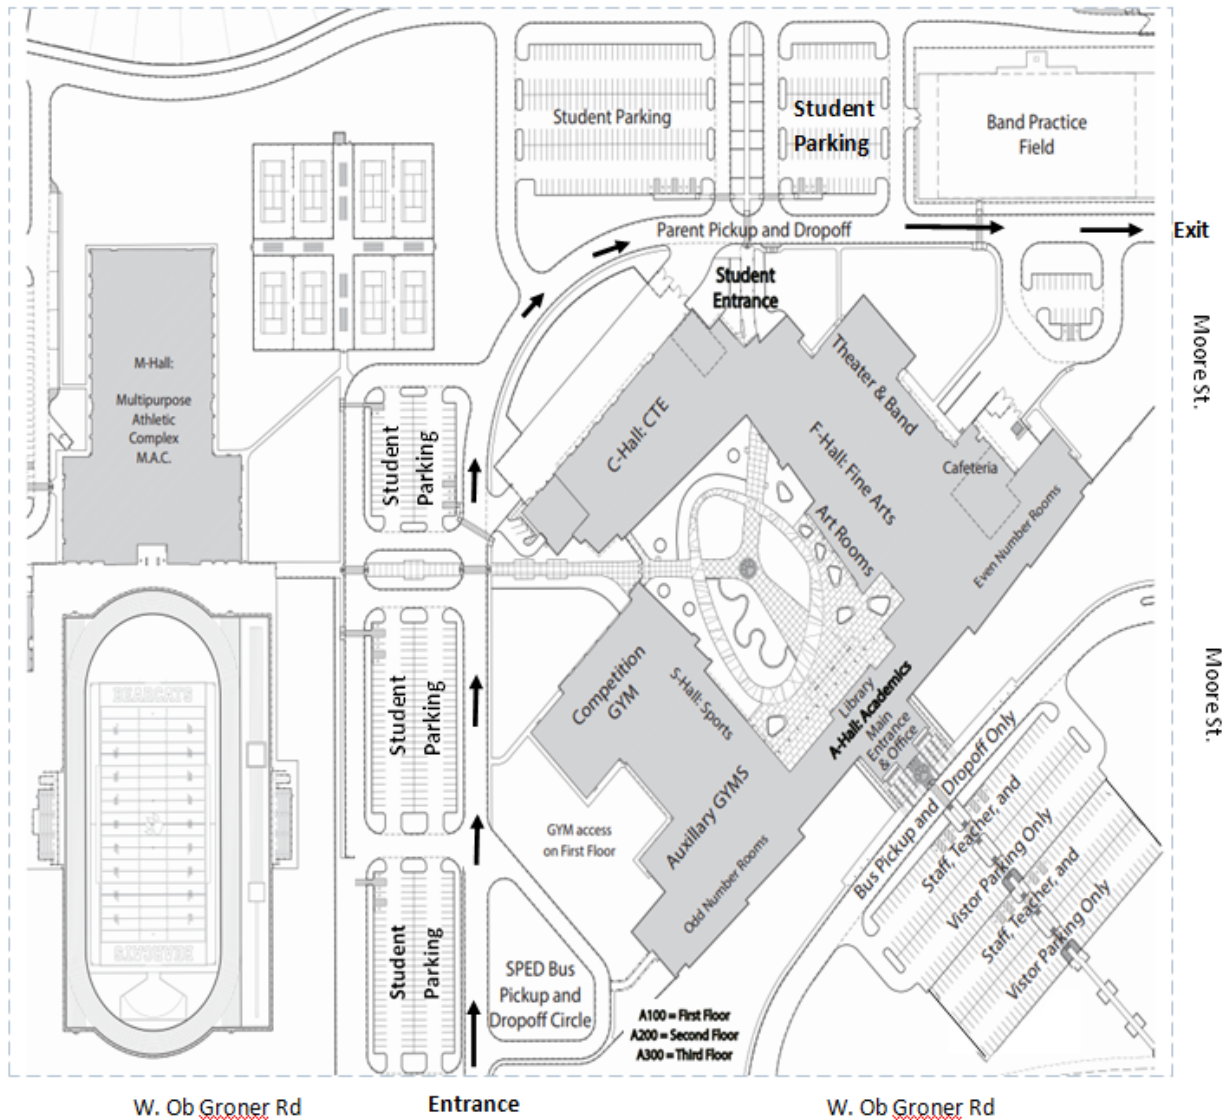 Student Parking
Student
Parking
Band Practice
Field
Parent Pickup and Dropoff
Exit
Student
Entrance
Moore St.
M-Hall:
Multipurpose
Athletic
Complex
M.A.C.
Theater & Band
C-Hall: CTE
F-Hall: Fine Arts
Cafeteria
Student
Parking
Art Rooms
Even Number Rooms
Competition
GYM
S-Hall: Sports
Library
A-Hall: Academics
Main
Entrance
& Office
Moore St.
BEARCATS
Student
Parking
Bus Pickup and Dropoff Only
Staff, Teacher, and
Vistor Parking Only
Staff, Teacher, and
Vistor Parking Only
Auxillary GYMS
GYM access
on First Floor
Odd Number Rooms
BEARCATS
Student
Parking
SPED Bus
Pickup and
Dropoff Circle
A100 = First Floor
A200 = Second Floor
A300 = Third Floor
W. Ob Groner Rd
Entrance
W. Ob Groner Rd